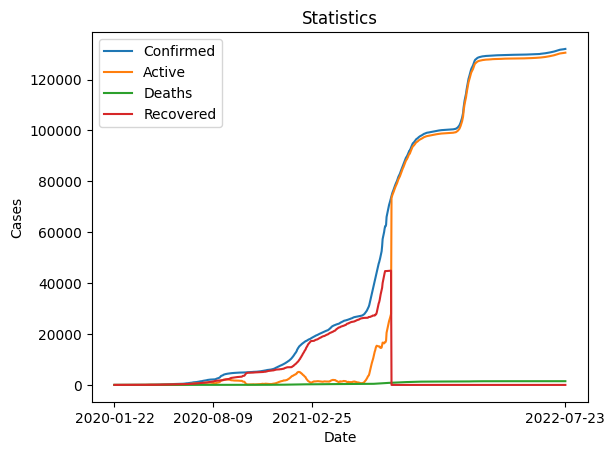 Statistics
Confirmed
Active
Deaths
Recovered
120000
100000
80000
60000
40000
20000
0
Cases
2020-01-22 2020-08-09 2021-02-25 2022-07-23
Date